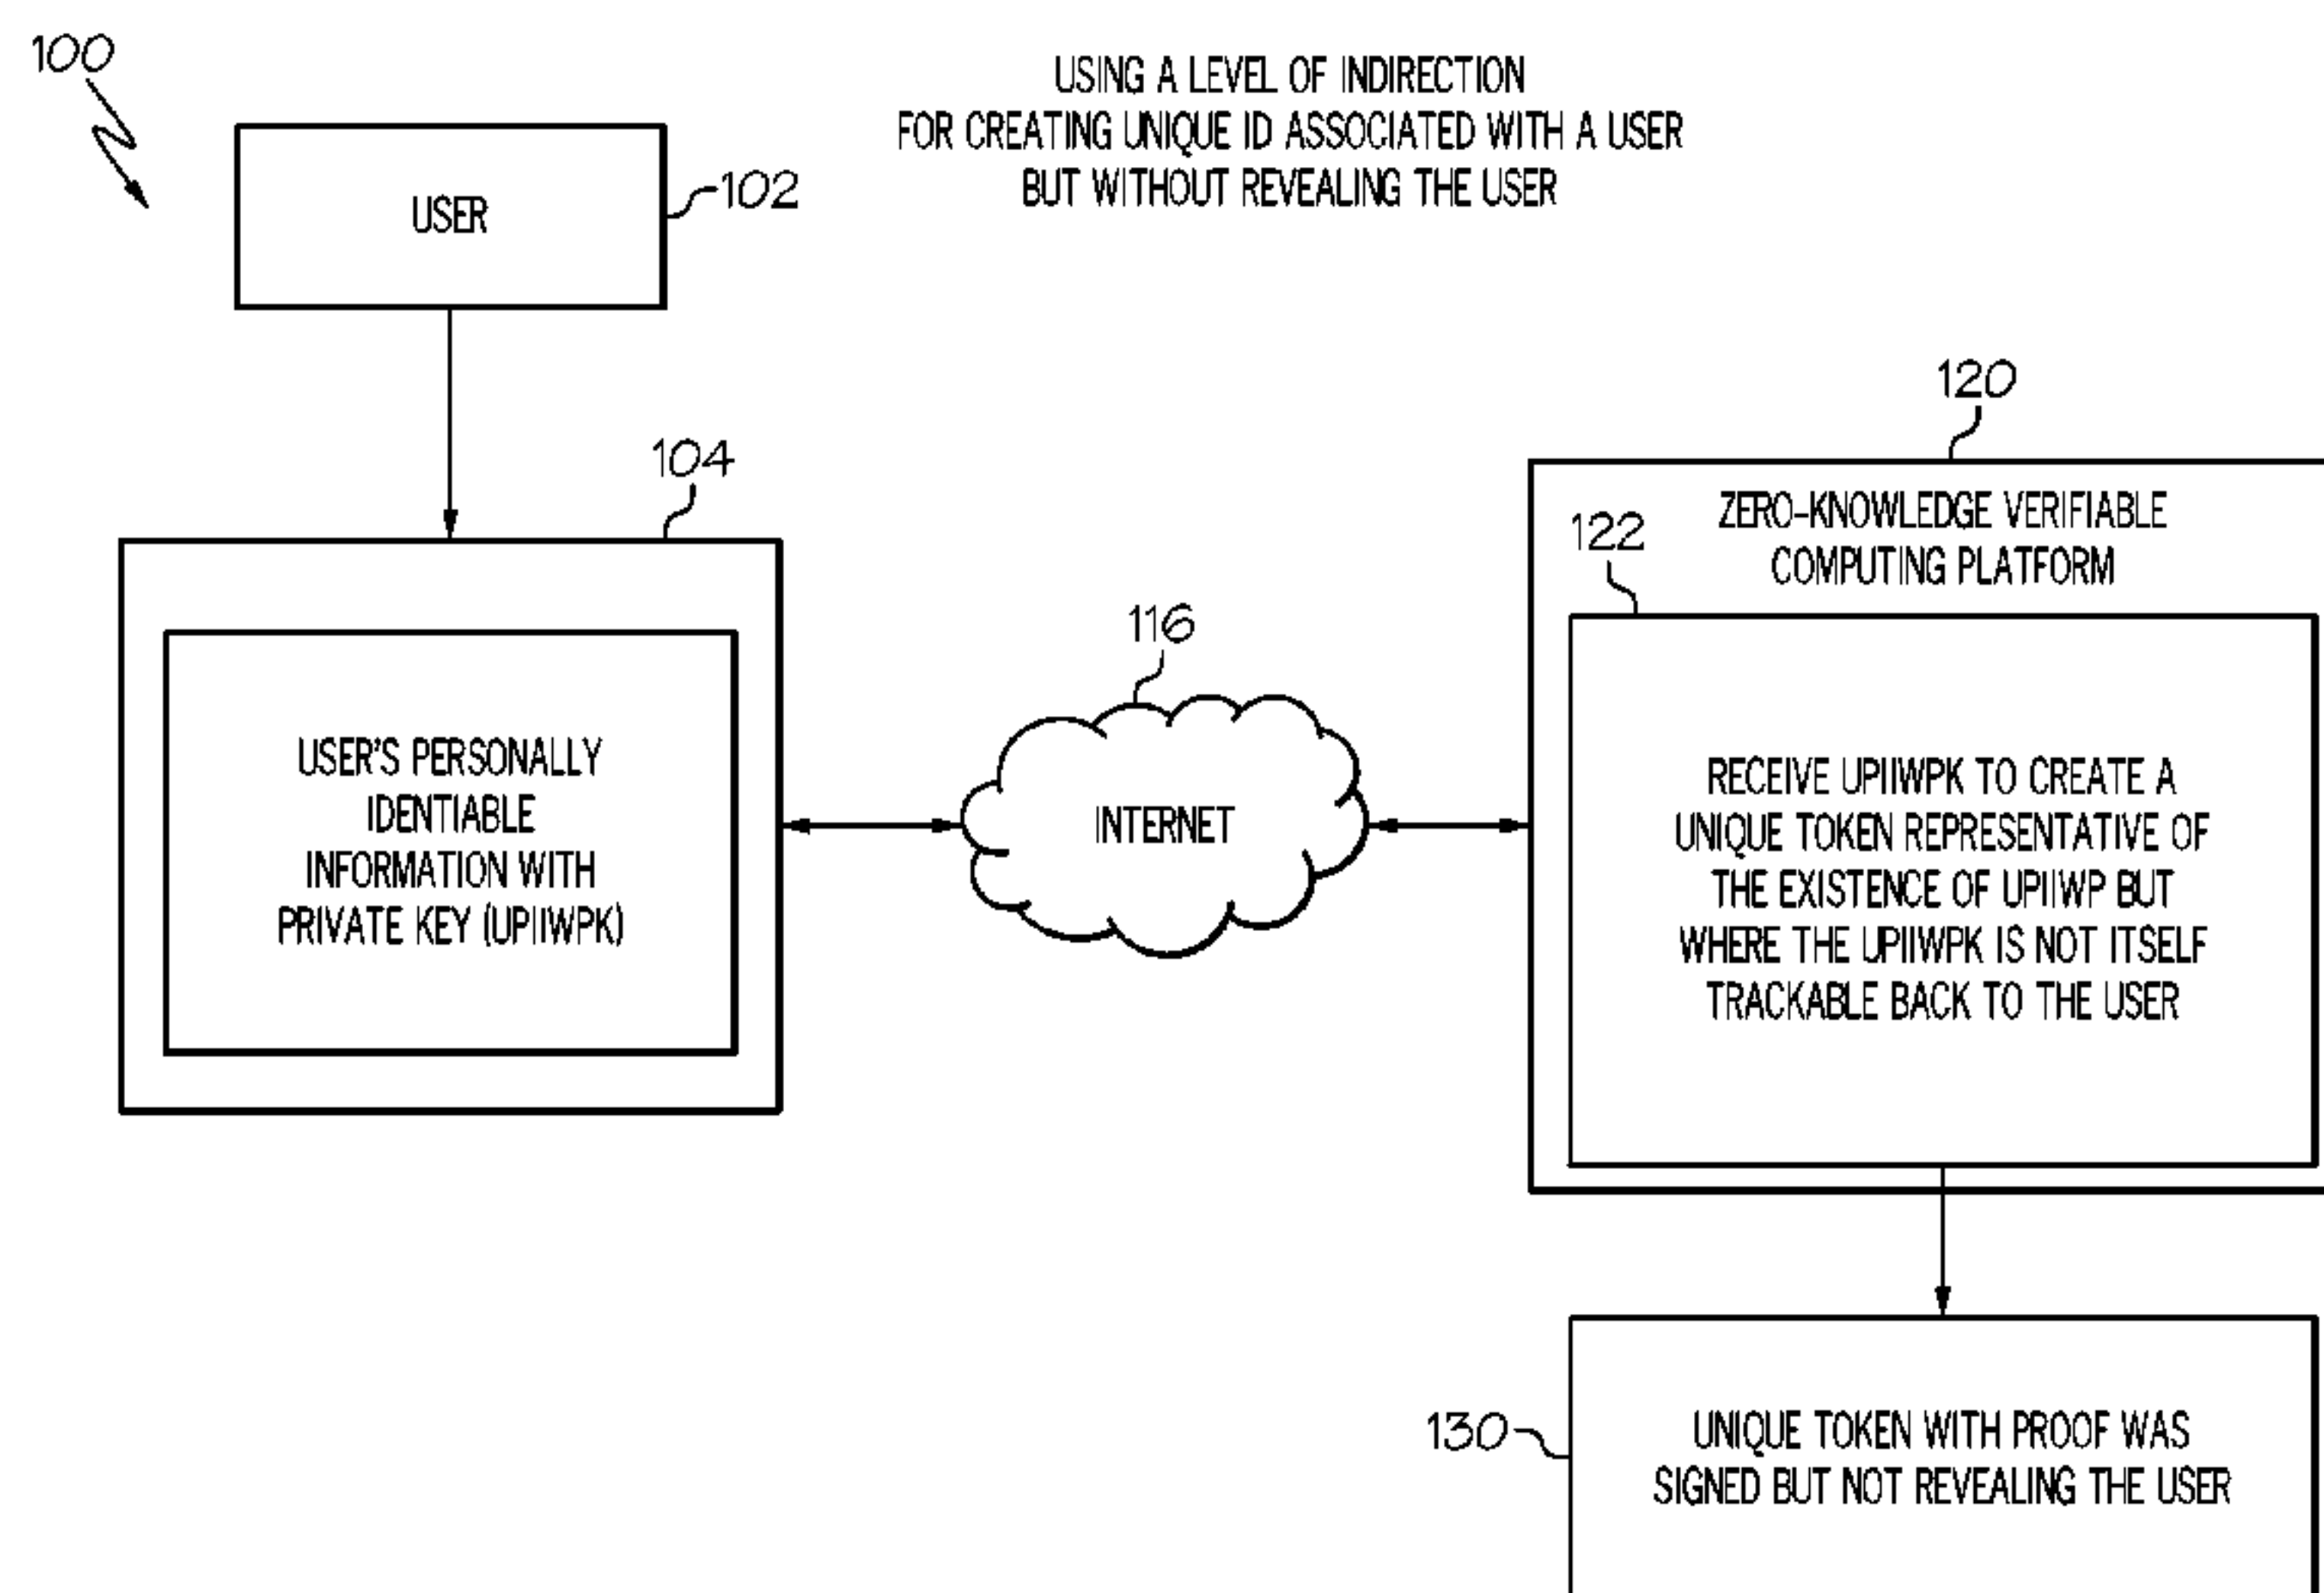 100
USING A LEVEL OF INDIRECTION
FOR CREATING UNIQUE ID ASSOCIATED WITH A USER
BUT WITHOUT REVEALING THE USER
USER
102
104
USER'S PERSONALLY
IDENTIABLE
INFORMATION WITH
PRIVATE KEY (UPIIWPK)
116
INTERNET
120
ZERO-KNOWLEDGE VERIFIABLE
COMPUTING PLATFORM
122
RECEIVE UPIIWPK TO CREATE A
UNIQUE TOKEN REPRESENTATIVE OF
THE EXISTENCE OF UPIIWP BUT
WHERE THE UPIIWPK IS NOT ITSELF
TRACKABLE BACK TO THE USER
130
UNIQUE TOKEN WITH PROOF WAS
SIGNED BUT NOT REVEALING THE USER